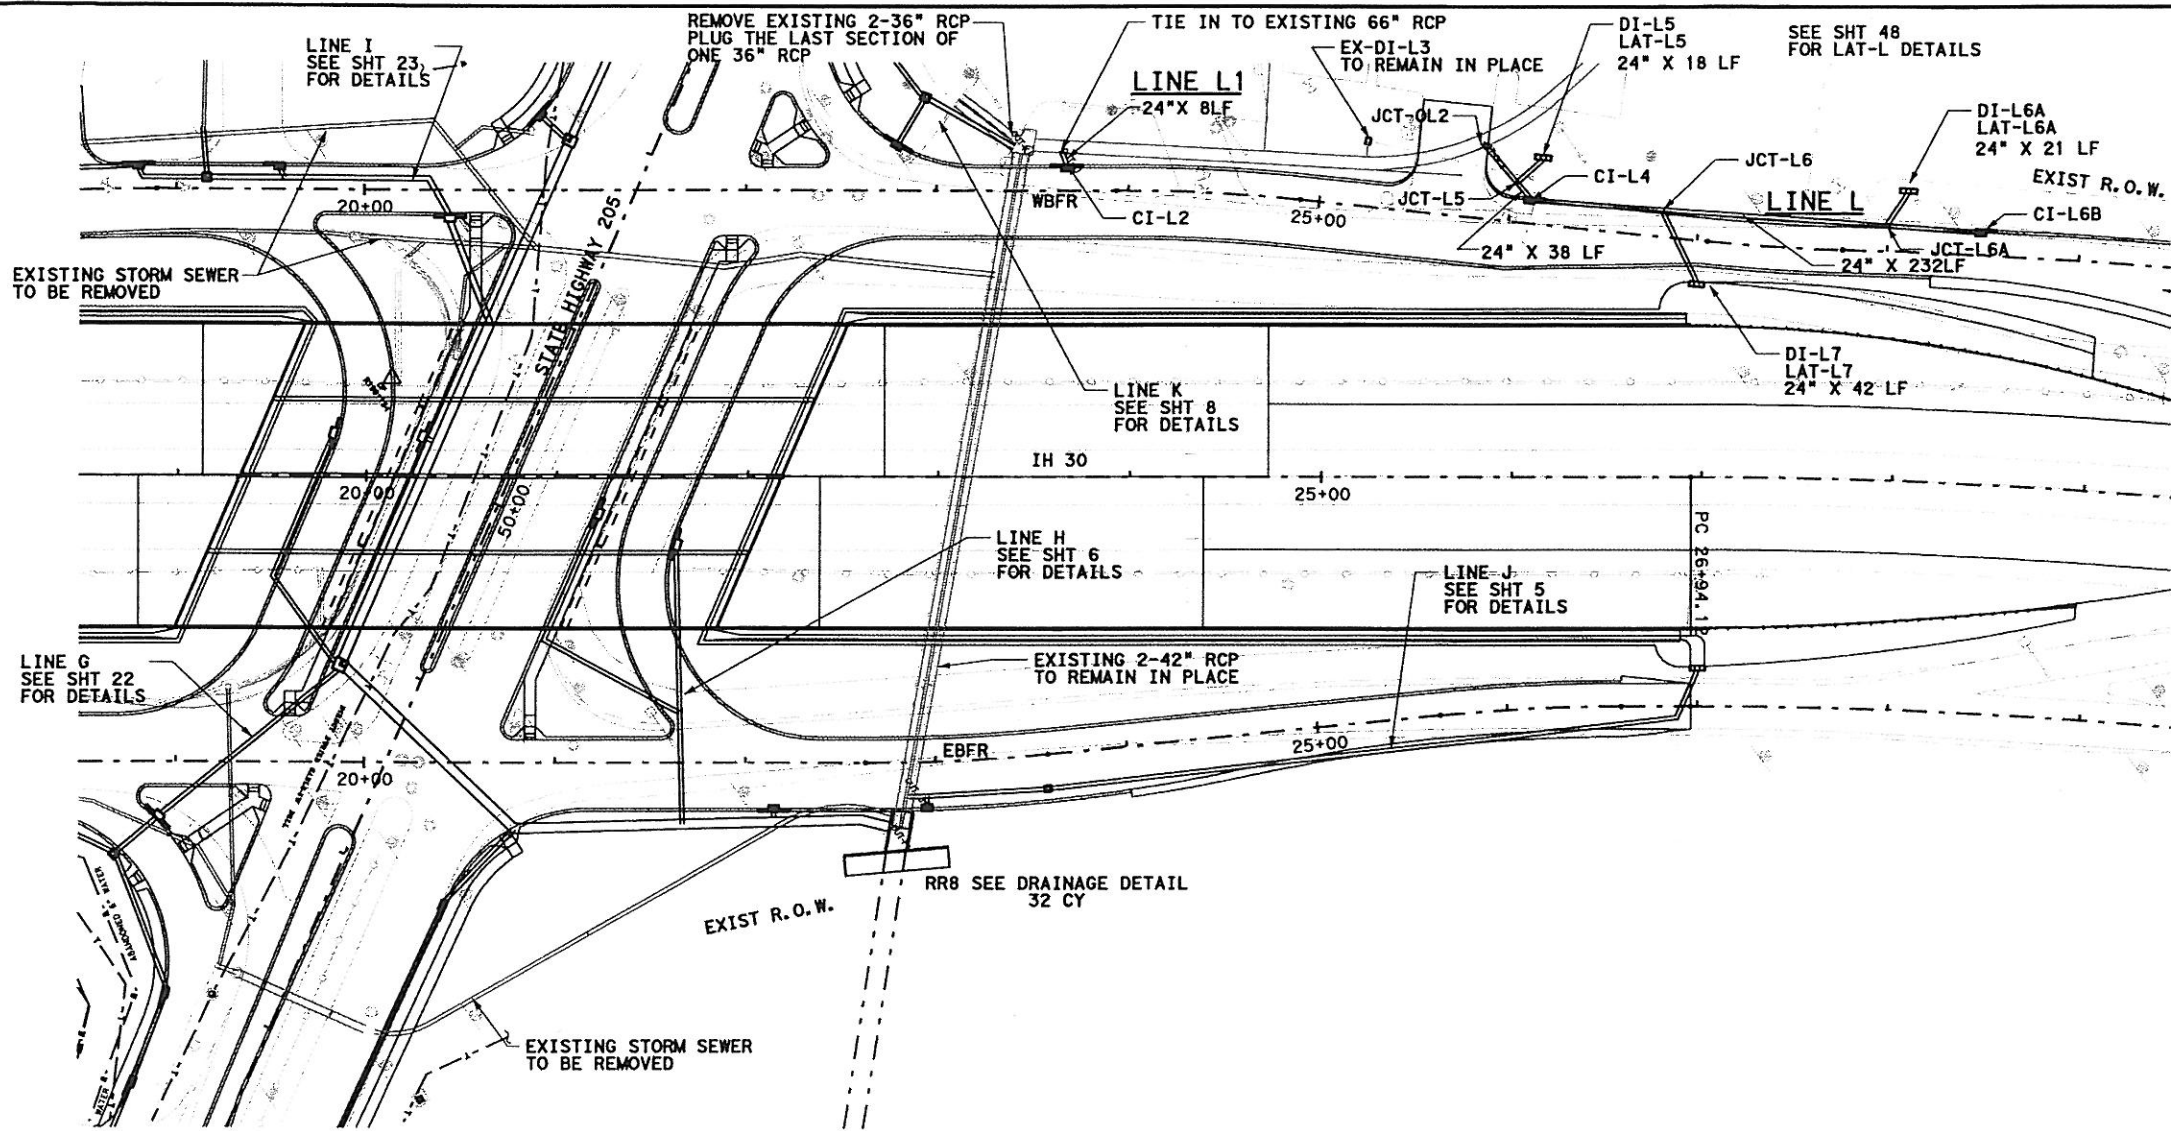 REMOVE EXISTING 2-36" RCP
PLUG THE LAST SECTION OF
ONE 36" RCP
TIE IN TO EXISTING 66" RCP
LINE I
SEE SHT 23,
FOR DETAILS
EX-DI-L3
TO REMAIN IN PLACE
DI-L5
LAT-L5
24" X 18 LF
SEE SHT 48
FOR LAT-L DETAILS
LINE L1
24"X 8LF
JCT-OL2
DI-L6A
LAT-L6A
24" X 21 LF
JCT-L6
EXIST R.O.W.
CI-L4
JCT-L5
LINE L
20+00
WBFR
CI-L2
25+00
CI-L6B
24" X 38 LF
JCT-L6A
24" X 232LF
EXISTING STORM SEWER
TO BE REMOVED
STATE HIGHWAY 205
DI-L7
LAT-L7
24" X 42 LF
LINE K
SEE SHT 8
FOR DETAILS
IH 30
20+00
50+00
25+00
PC 26+94.1
LINE H
SEE SHT 6
FOR DETAILS
LINE J
SEE SHT 5
FOR DETAILS
LINE G
SEE SHT 22
FOR DETAILS
EXISTING 2-42" RCP
TO REMAIN IN PLACE
25+00
EBFR
20+00
RR8 SEE DRAINAGE DETAIL
32 CY
EXIST R.O.W.
ABANDONED 8" WATER
EXISTING STORM SEWER
TO BE REMOVED
WATER 8"